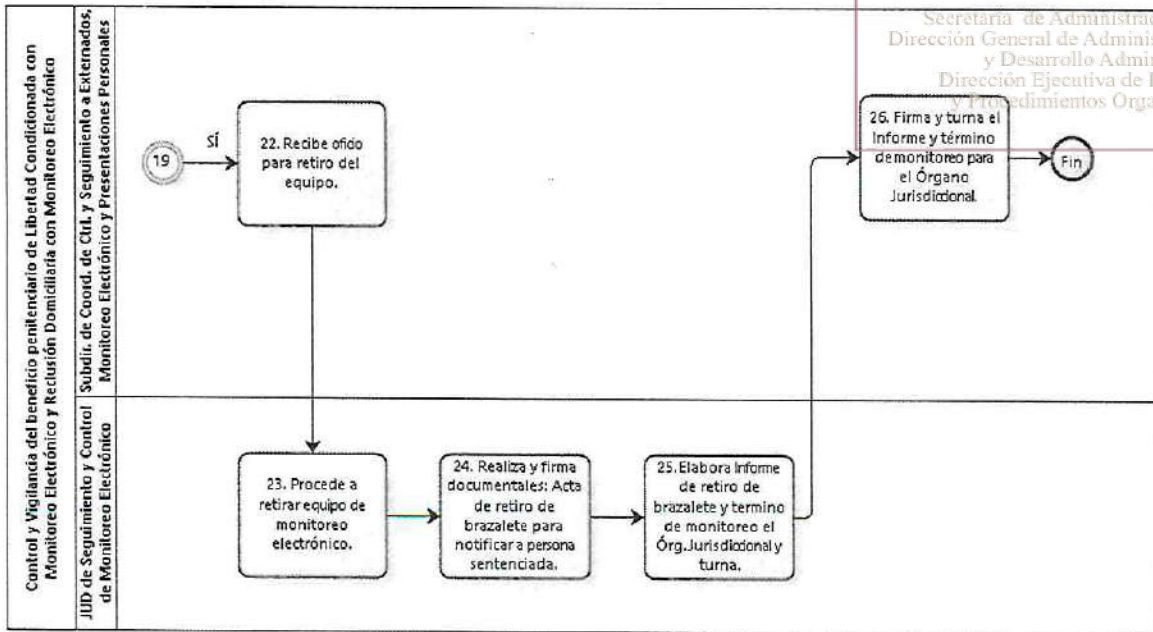 Secretaría de Administrac
Dirección General de Adminis
y Desarrollo Admin
Dirección Ejecutiva de
y Procedimientos Orga
Control y Vigilancia del beneficio penitenciario de Libertad Condicionada con
Monitoreo Electrónico y Reclusión Domiciliaria con Monitoreo Electrónico
Subdir. de Coord. de Ctrl. y Seguimiento a Externados,
Monitoreo Electrónico y Presentaciones Personales
19
SÍ
22. Recibe oficio
para retiro del
equipo.
26. Firma y turna el
Informe y término
de monitoreo para
el Órgano
Jurisdiccional.
Fin
JUD de Seguimiento y Control
de Monitoreo Electrónico
23. Procede a
retirar equipo de
monitoreo
electrónico.
24. Realiza y firma
documentales: Acta
de retiro de
brazalete para
notificar a persona
sentenciada.
25. Elabora Informe
de retiro de
brazalete y termino
de monitoreo el
Órg. Jurisdiccional y
turna.